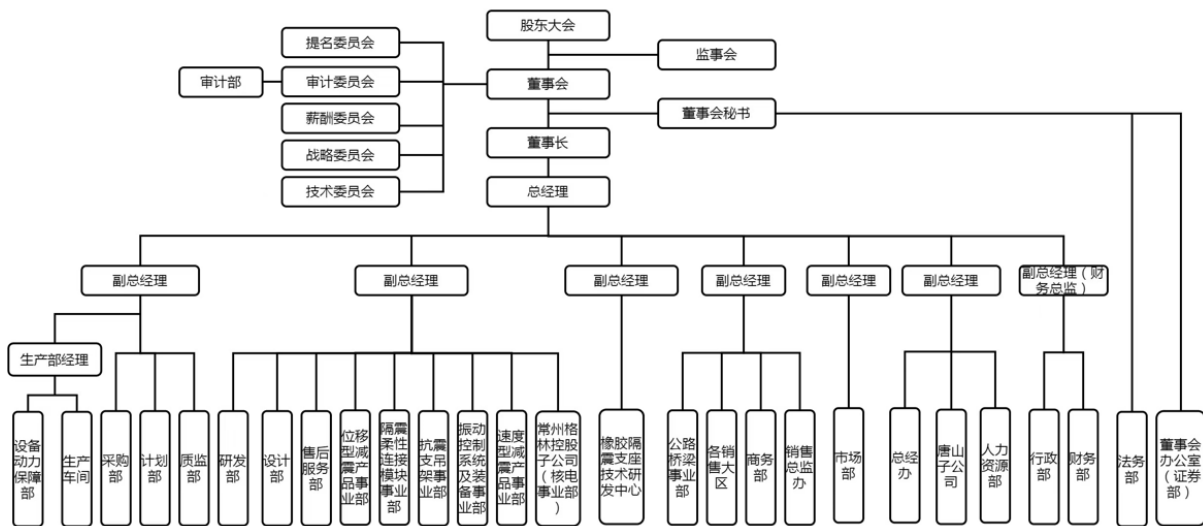 股东大会
提名委员会
监事会
审计部
审计委员会
董事会
薪酬委员会
董事会秘书
战略委员会
董事长
技术委员会
总经理
副总经理
副总经理
副总经理
副总经理
副总经理
副总经理
副总经理（财务总监）
生产部经理
设备动力保障部
生产车间
采购部
计划部
质监部
研发部
设计部
售后服务部
位移型减震产品事业部
隔震柔性连接模块事业部
抗震支吊架事业部
振动控制系统及装备事业部
速度型减震产品事业部
常州格林控股子公司（核电事业部）
橡胶隔震支座技术研发中心
公路桥梁事业部
各销售大区
商务部
销售总监办
市场部
总经办
唐山子公司
人力资源部
行政部
财务部
法务部
董事会办公室（证券部）